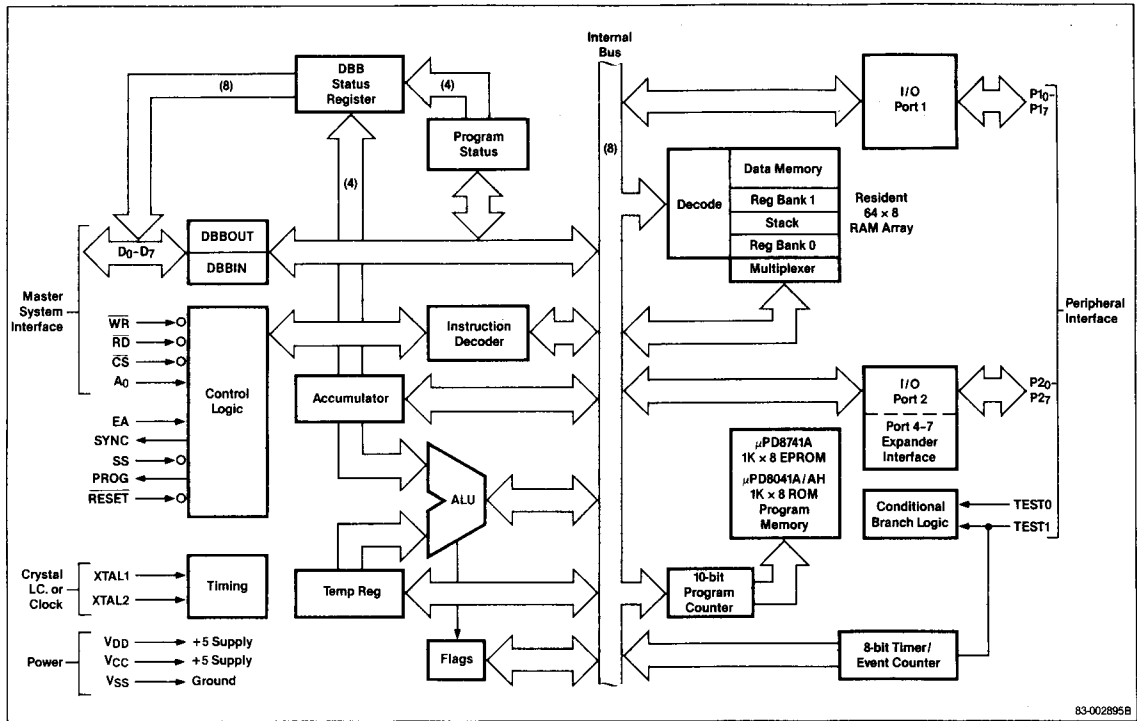 Internal
Bus
DBB
Status
Register
(8)
(4)
Program
Status
(4)
(8)
I/O
Port 1
P1₀–
P1₇
Decode
Data Memory
Reg Bank 1
Stack
Reg Bank 0
Multiplexer
Resident
64 × 8
RAM Array
D₀–D₇
DBBOUT
DBBIN
Master
System
Interface
W̅R̅
R̅D̅
C̅S̅
A₀
EA
SYNC
SS
PROG
R̅E̅S̅E̅T̅
Control
Logic
Instruction
Decoder
Accumulator
ALU
Peripheral
Interface
I/O
Port 2
Port 4–7
Expander
Interface
P2₀–
P2₇
μPD8741A
1K × 8 EPROM
μPD8041A/AH
1K × 8 ROM
Program
Memory
Conditional
Branch Logic
TEST0
TEST1
Crystal
LC. or
Clock
XTAL1
XTAL2
Timing
Temp Reg
10-bit
Program
Counter
Power
VDD
+5 Supply
VCC
+5 Supply
VSS
Ground
Flags
8-bit Timer/
Event Counter
83-002895B